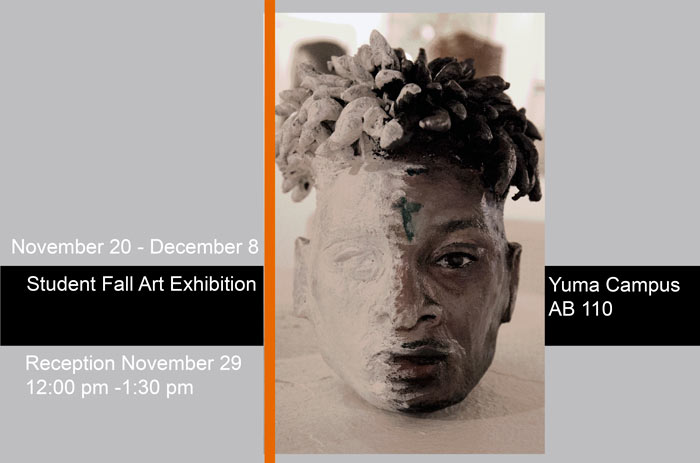 November 20 - December 8
Student Fall Art Exhibition
Yuma Campus
AB 110
Reception November 29
12:00 pm -1:30 pm